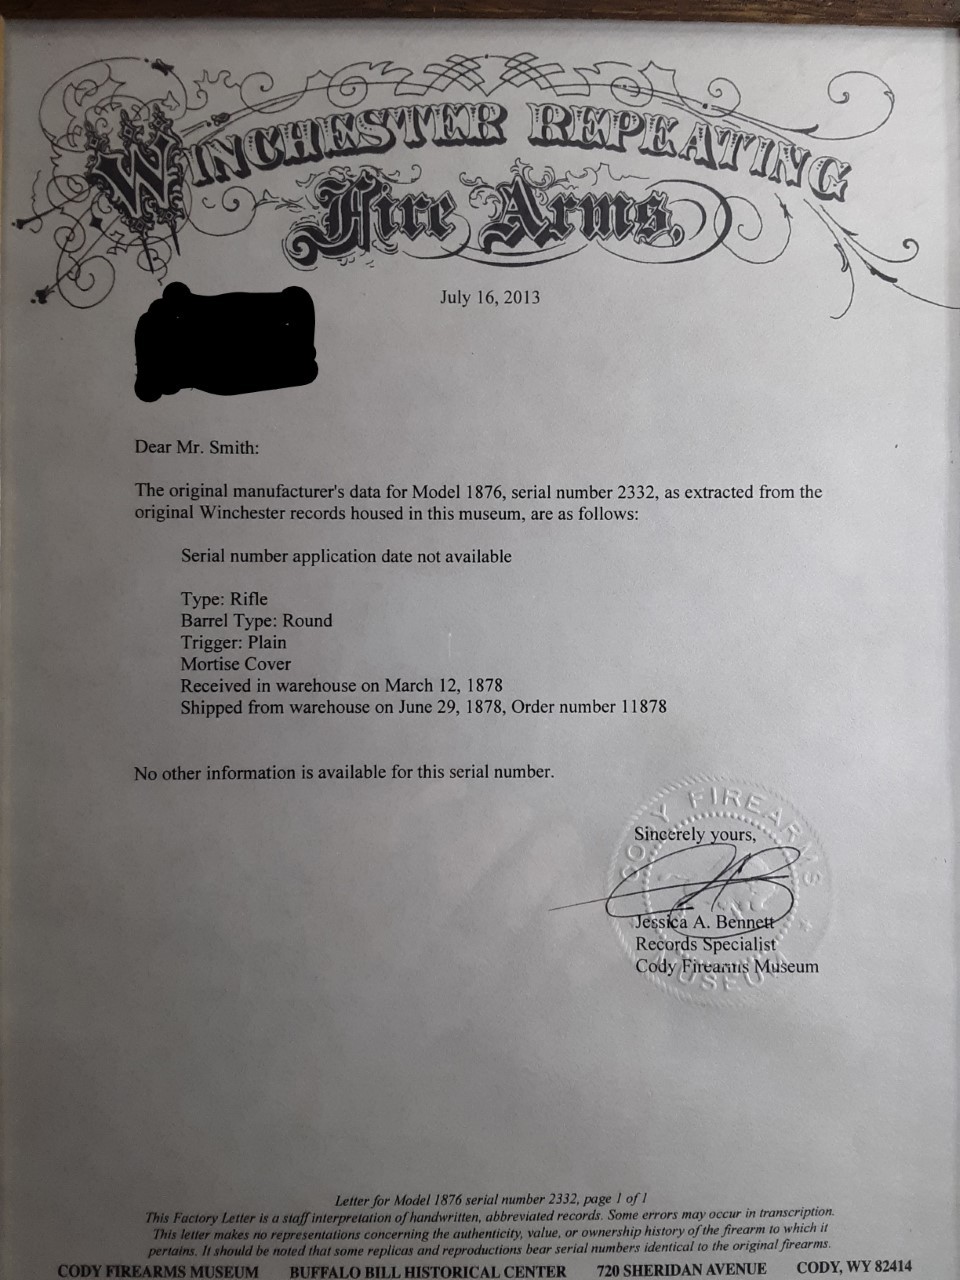 WINCHESTER REPEATING
Fire Arms.
July 16, 2013
Dear Mr. Smith:
The original manufacturer's data for Model 1876, serial number 2332, as extracted from the
original Winchester records housed in this museum, are as follows:
Serial number application date not available
Type: Rifle
Barrel Type: Round
Trigger: Plain
Mortise Cover
Received in warehouse on March 12, 1878
Shipped from warehouse on June 29, 1878, Order number 11878
No other information is available for this serial number.
CODY FIREARMS MUSEUM
Sincerely yours,
Jessica A. Bennett
Records Specialist
Cody Firearms Museum
Letter for Model 1876 serial number 2332, page 1 of 1
This Factory Letter is a staff interpretation of handwritten, abbreviated records. Some errors may occur in transcription.
This letter makes no representations concerning the authenticity, value, or ownership history of the firearm to which it
pertains. It should be noted that some replicas and reproductions bear serial numbers identical to the original firearms.
CODY FIREARMS MUSEUM BUFFALO BILL HISTORICAL CENTER 720 SHERIDAN AVENUE CODY, WY 82414